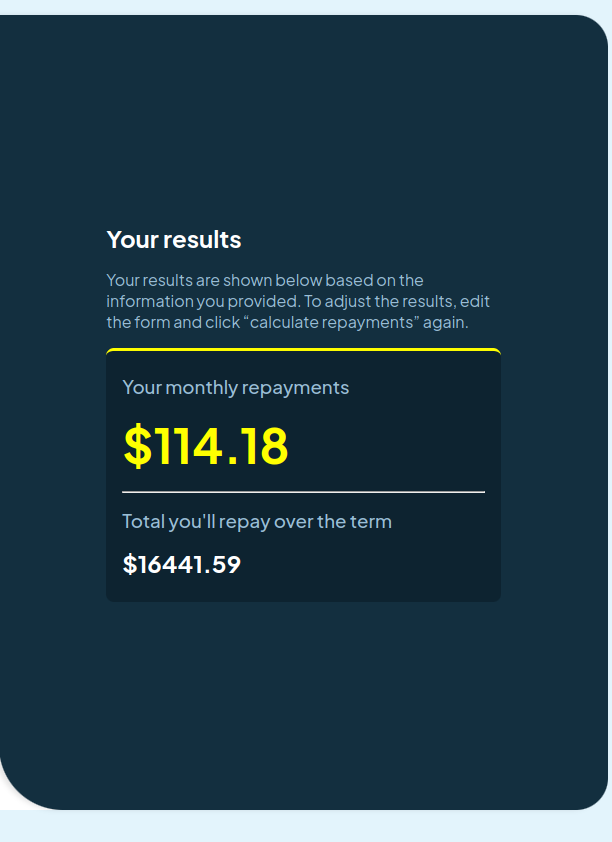 Your results
Your results are shown below based on the
information you provided. To adjust the results, edit
the form and click “calculate repayments” again.
Your monthly repayments
$114.18
Total you'll repay over the term
$16441.59